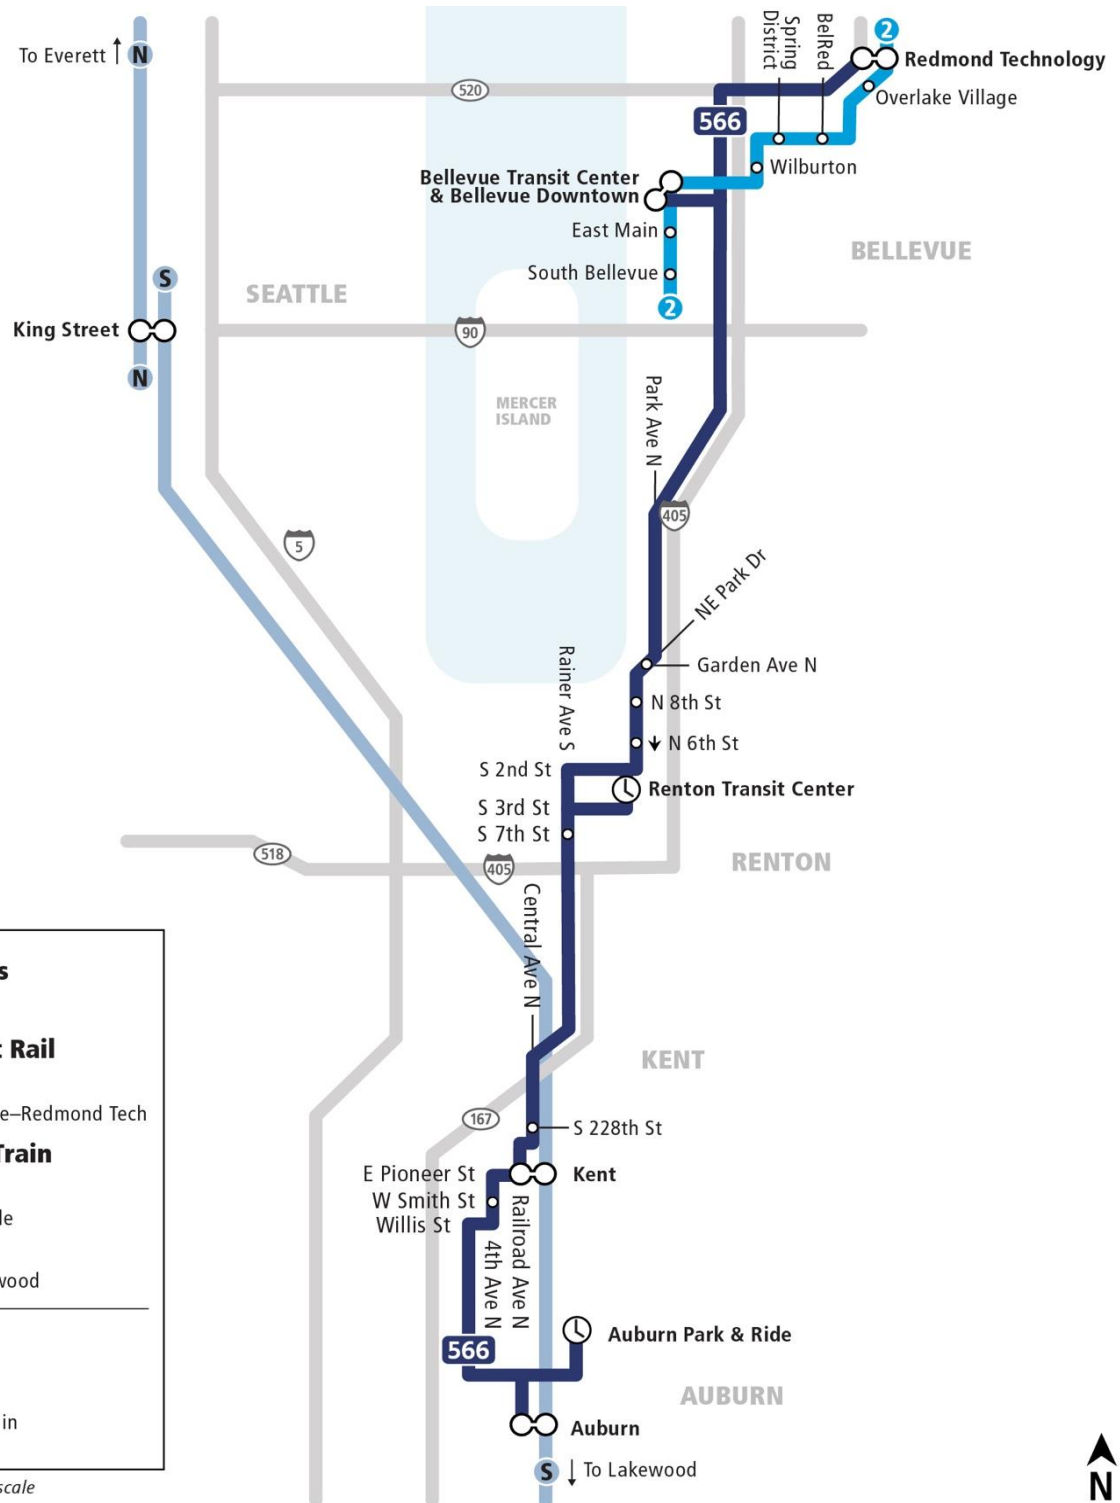 To Everett
N
520
Spring
District
BelRed
2
Redmond Technology
Overlake Village
566
Wilburton
Bellevue Transit Center
& Bellevue Downtown
East Main
South Bellevue
2
BELLEVUE
S
SEATTLE
King Street
N
90
MERCER
ISLAND
Park Ave N
405
5
NE Park Dr
Garden Ave N
Rainer Ave S
N 8th St
N 6th St
S 2nd St
Renton Transit Center
S 3rd St
S 7th St
518
405
RENTON
Central Ave N
s
Rail
KENT
e–Redmond Tech
167
S 228th St
Train
E Pioneer St
Kent
W Smith St
Willis St
Railroad Ave N
4th Ave N
le
wood
566
Auburn Park & Ride
AUBURN
in
Auburn
S
To Lakewood
scale
N